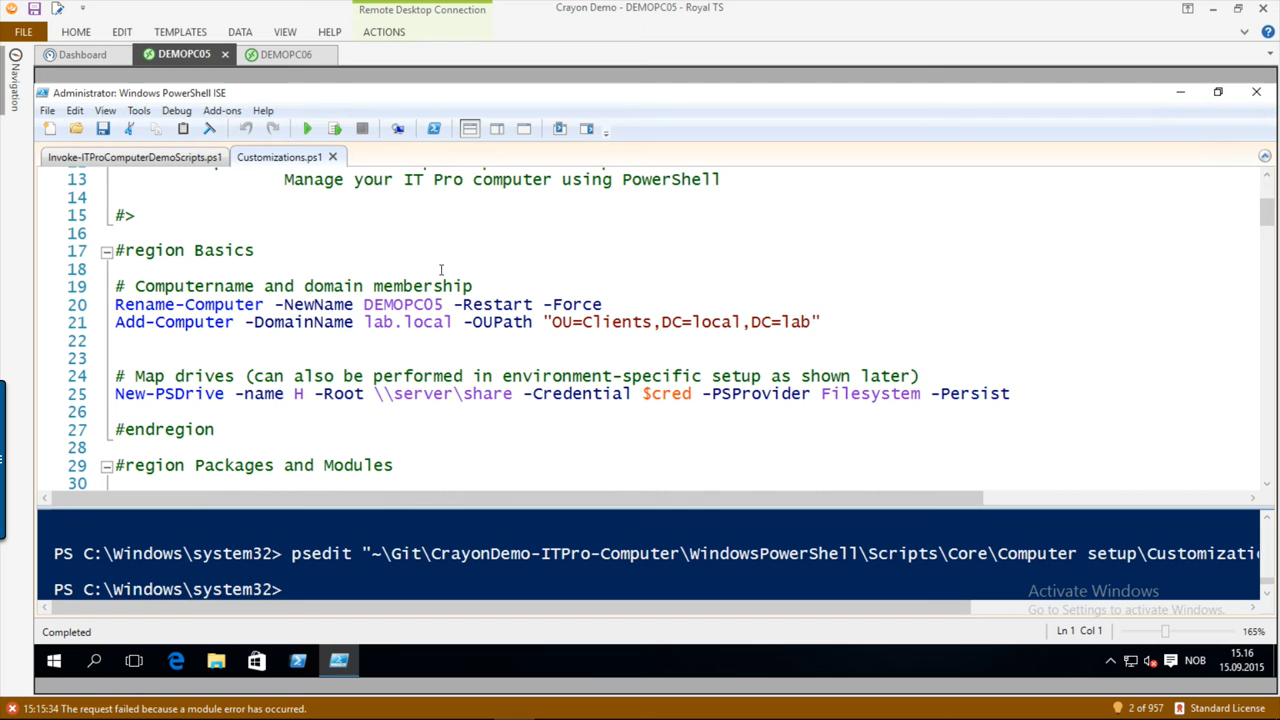 Remote Desktop Connection
Crayon Demo - DEMOPC05 - Royal TS
FILE HOME EDIT TEMPLATES DATA VIEW HELP ACTIONS
Dashboard DEMOPC05 DEMOPC06
Navigation
Administrator: Windows PowerShell ISE
File Edit View Tools Debug Add-ons Help
Invoke-ITProComputerDemoScripts.ps1 Customizations.ps1
13 Manage your IT Pro computer using PowerShell
14
15 #>
16
17 #region Basics
18
19 # Computername and domain membership
20 Rename-Computer -NewName DEMOPC05 -Restart -Force
21 Add-Computer -DomainName lab.local -OUPath "OU=Clients,DC=local,DC=lab"
22
23
24 # Map drives (can also be performed in environment-specific setup as shown later)
25 New-PSDrive -name H -Root \\server\share -Credential $cred -PSProvider Filesystem -Persist
26
27 #endregion
28
29 #region Packages and Modules
30
PS C:\Windows\system32> psedit "~\Git\CrayonDemo-ITPro-Computer\WindowsPowerShell\Scripts\Core\Computer setup\Customizatio
PS C:\Windows\system32>
Activate Windows
Go to Settings to activate Windows.
Completed Ln 1 Col 1 165%
NOB 15.16
15.09.2015
15:15:34 The request failed because a module error has occurred. 2 of 957 Standard License